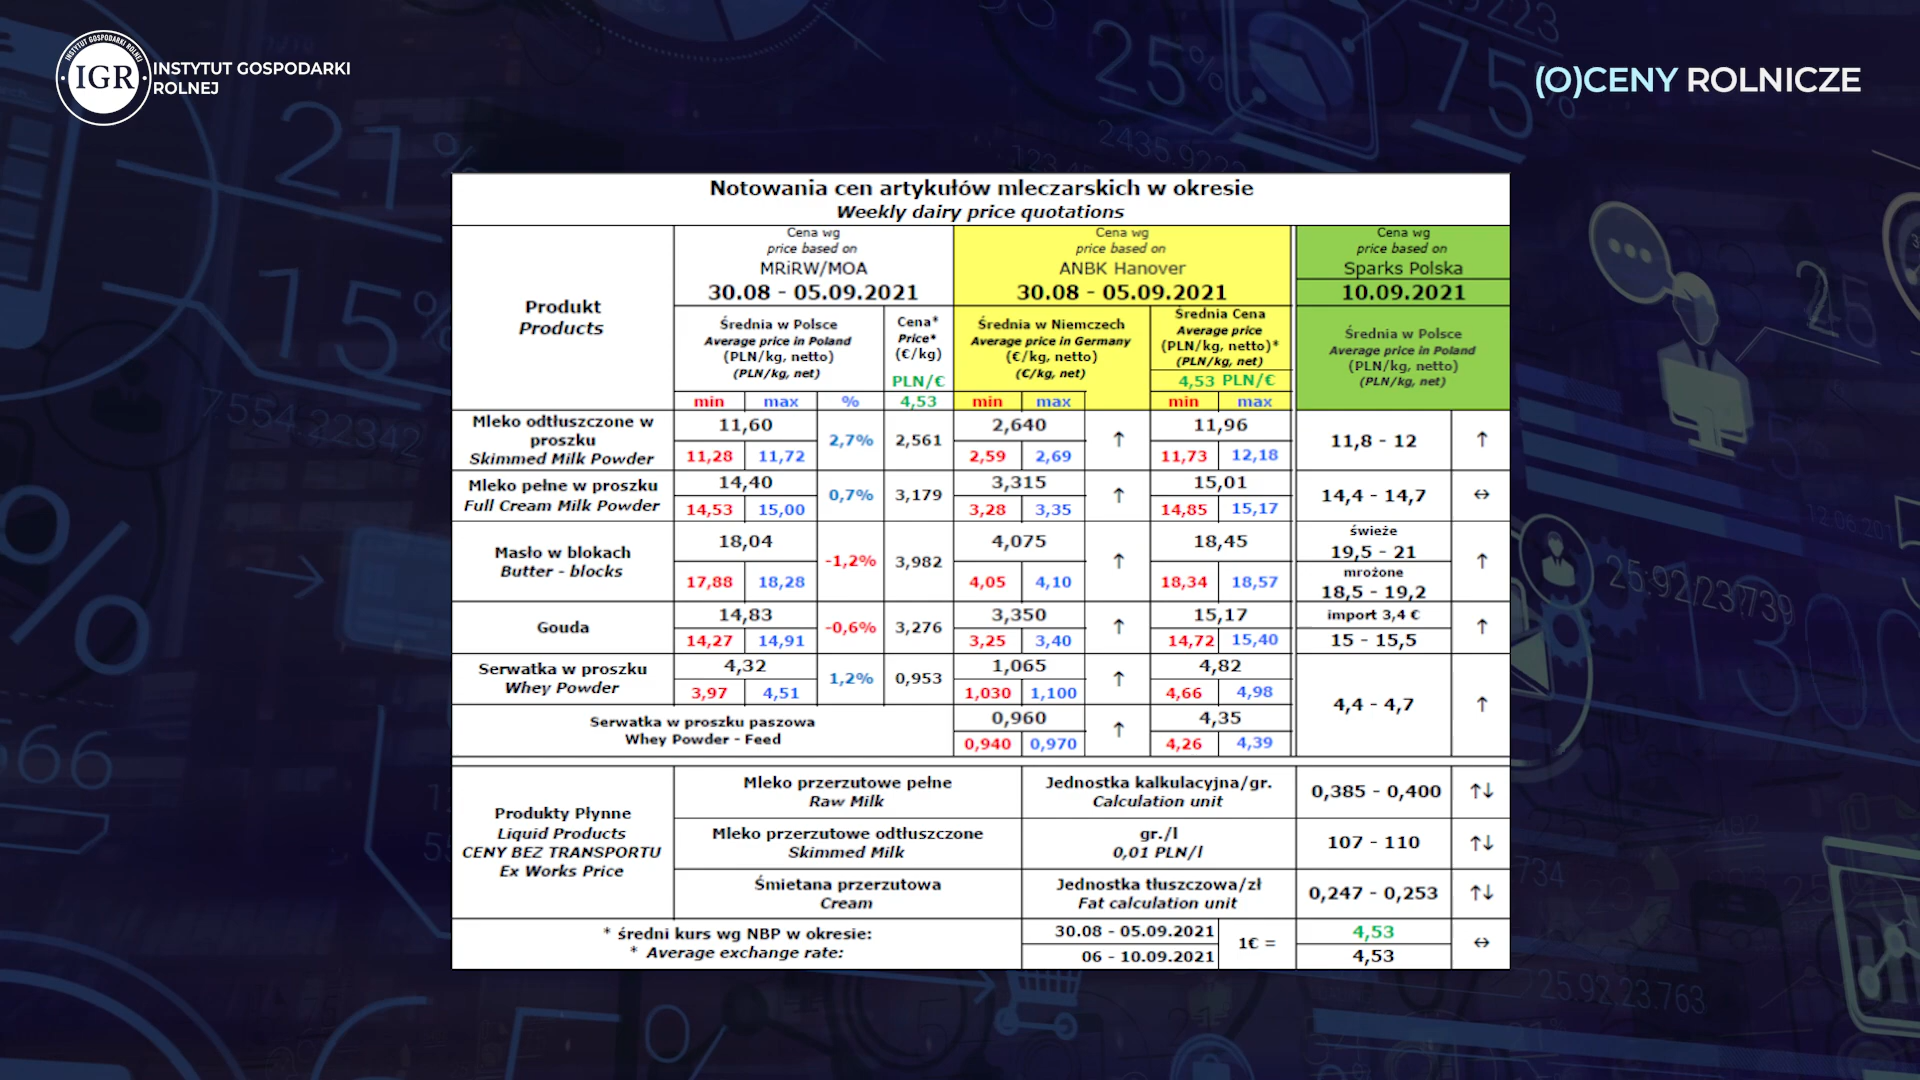 INSTYTUT GOSPODARKI ROLNEJ
IGR
INSTYTUT GOSPODARKI
ROLNEJ
(O)CENY ROLNICZE
Notowania cen artykułów mleczarskich w okresie
Weekly dairy price quotations
Produkt
Products
Cena wg
price based on
MRiRW/MOA
30.08 - 05.09.2021
Cena wg
price based on
ANBK Hanover
30.08 - 05.09.2021
Cena wg
price based on
Sparks Polska
10.09.2021
Średnia w Polsce
Average price in Poland
(PLN/kg, netto)
(PLN/kg, net)
Cena*
Price*
(€/kg)
PLN/€
4,53
Średnia w Niemczech
Average price in Germany
(€/kg, netto)
(€/kg, net)
Średnia Cena
Average price
(PLN/kg, netto)*
(PLN/kg, net)
4,53 PLN/€
Średnia w Polsce
Average price in Poland
(PLN/kg, netto)
(PLN/kg, net)
min max % min max min max
Mleko odtłuszczone w
proszku
Skimmed Milk Powder
11,60
11,28 11,72
2,7%
2,561
2,640
2,59 2,69
↑
11,96
11,73 12,18
11,8 - 12
↑
Mleko pełne w proszku
Full Cream Milk Powder
14,40
14,53 15,00
0,7%
3,179
3,315
3,28 3,35
↑
15,01
14,85 15,17
14,4 - 14,7
↔
Masło w blokach
Butter - blocks
18,04
17,88 18,28
-1,2%
3,982
4,075
4,05 4,10
↑
18,45
18,34 18,57
świeże
19,5 - 21
mrożone
18,5 - 19,2
↑
Gouda
14,83
14,27 14,91
-0,6%
3,276
3,350
3,25 3,40
↑
15,17
14,72 15,40
import 3,4 €
15 - 15,5
↑
Serwatka w proszku
Whey Powder
4,32
3,97 4,51
1,2%
0,953
1,065
1,030 1,100
↑
4,82
4,66 4,98
4,4 - 4,7
↑
Serwatka w proszku paszowa
Whey Powder - Feed
0,960
0,940 0,970
↑
4,35
4,26 4,39
Produkty Płynne
Liquid Products
CENY BEZ TRANSPORTU
Ex Works Price
Mleko przerzutowe pełne
Raw Milk
Jednostka kalkulacyjna/gr.
Calculation unit
0,385 - 0,400
↑↓
Mleko przerzutowe odtłuszczone
Skimmed Milk
gr./l
0,01 PLN/l
107 - 110
↑↓
Śmietana przerzutowa
Cream
Jednostka tłuszczowa/zł
Fat calculation unit
0,247 - 0,253
↑↓
* średni kurs wg NBP w okresie:
* Average exchange rate:
30.08 - 05.09.2021
06 - 10.09.2021
1€ =
4,53
4,53
↔
21%
15%
25%
75%
7554.22342